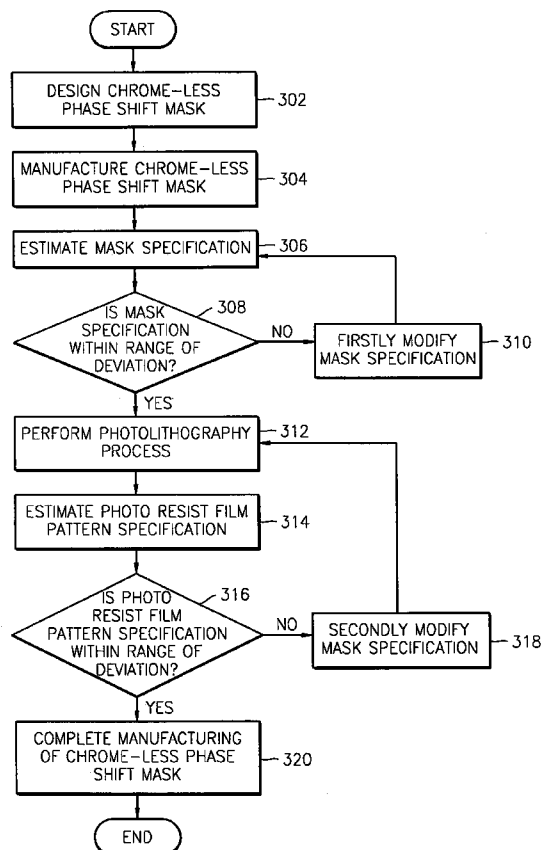 START
DESIGN CHROME-LESS
PHASE SHIFT MASK
302
MANUFACTURE CHROME-LESS
PHASE SHIFT MASK
304
ESTIMATE MASK SPECIFICATION
306
IS MASK
SPECIFICATION
WITHIN RANGE OF
DEVIATION?
308
NO
FIRSTLY MODIFY
MASK SPECIFICATION
310
YES
PERFORM PHOTOLITHOGRAPHY
PROCESS
312
ESTIMATE PHOTO RESIST FILM
PATTERN SPECIFICATION
314
IS PHOTO
RESIST FILM
PATTERN SPECIFICATION
WITHIN RANGE OF
DEVIATION?
316
NO
SECONDLY MODIFY
MASK SPECIFICATION
318
YES
COMPLETE MANUFACTURING
OF CHROME-LESS PHASE
SHIFT MASK
320
END